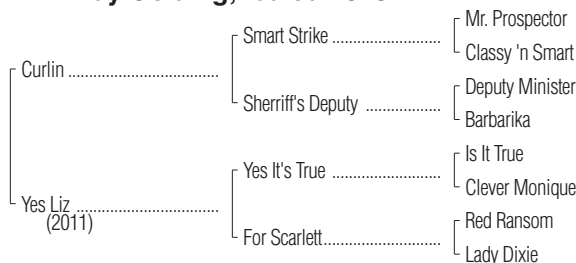 Mr. Prospector
Smart Strike
Classy 'n Smart
Curlin
Deputy Minister
Sherriff's Deputy
Barbarika
Is It True
Yes It's True
Clever Monique
Yes Liz
(2011)
Red Ransom
For Scarlett
Lady Dixie